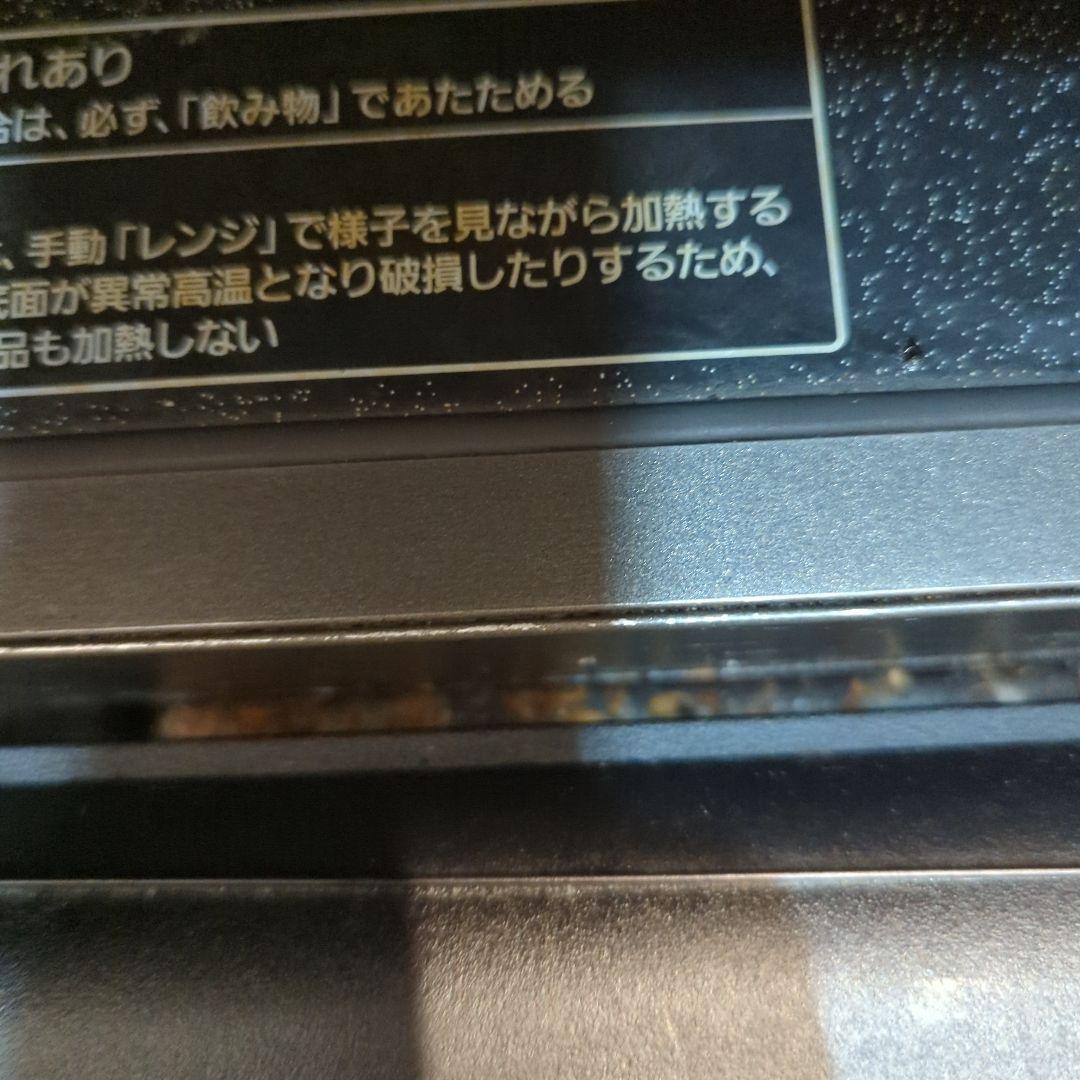 れあり
合は、必ず、「飲み物」であたためる
、手動「レンジ」で様子を見ながら加熱する
底面が異常高温となり破損したりするため、
品も加熱しない